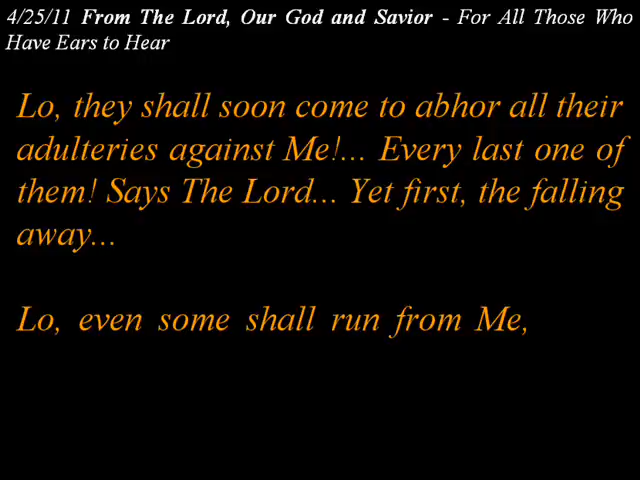 4/25/11 From The Lord, Our God and Savior - For All Those Who
Have Ears to Hear
Lo, they shall soon come to abhor all their
adulteries against Me!... Every last one of
them! Says The Lord... Yet first, the falling
away...
Lo, even some shall run from Me,